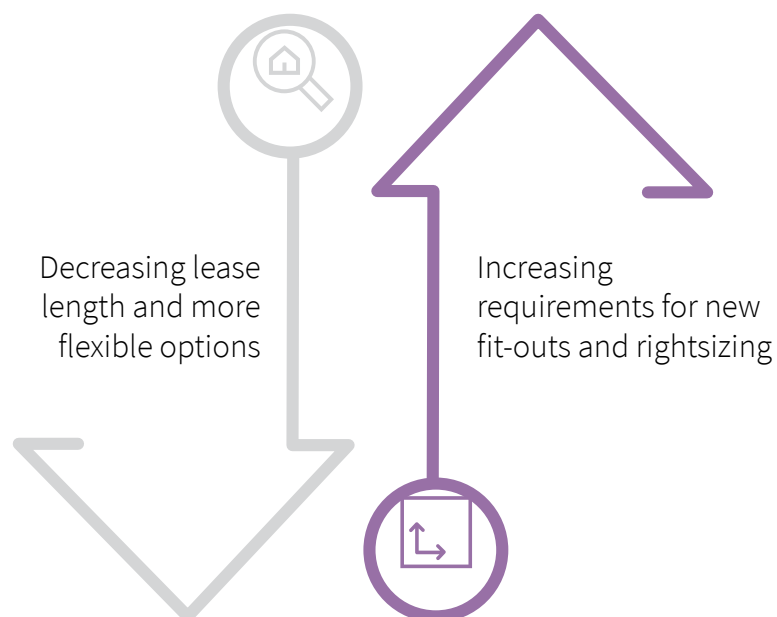 Decreasing lease
length and more
flexible options
Increasing
requirements for new
fit-outs and rightsizing